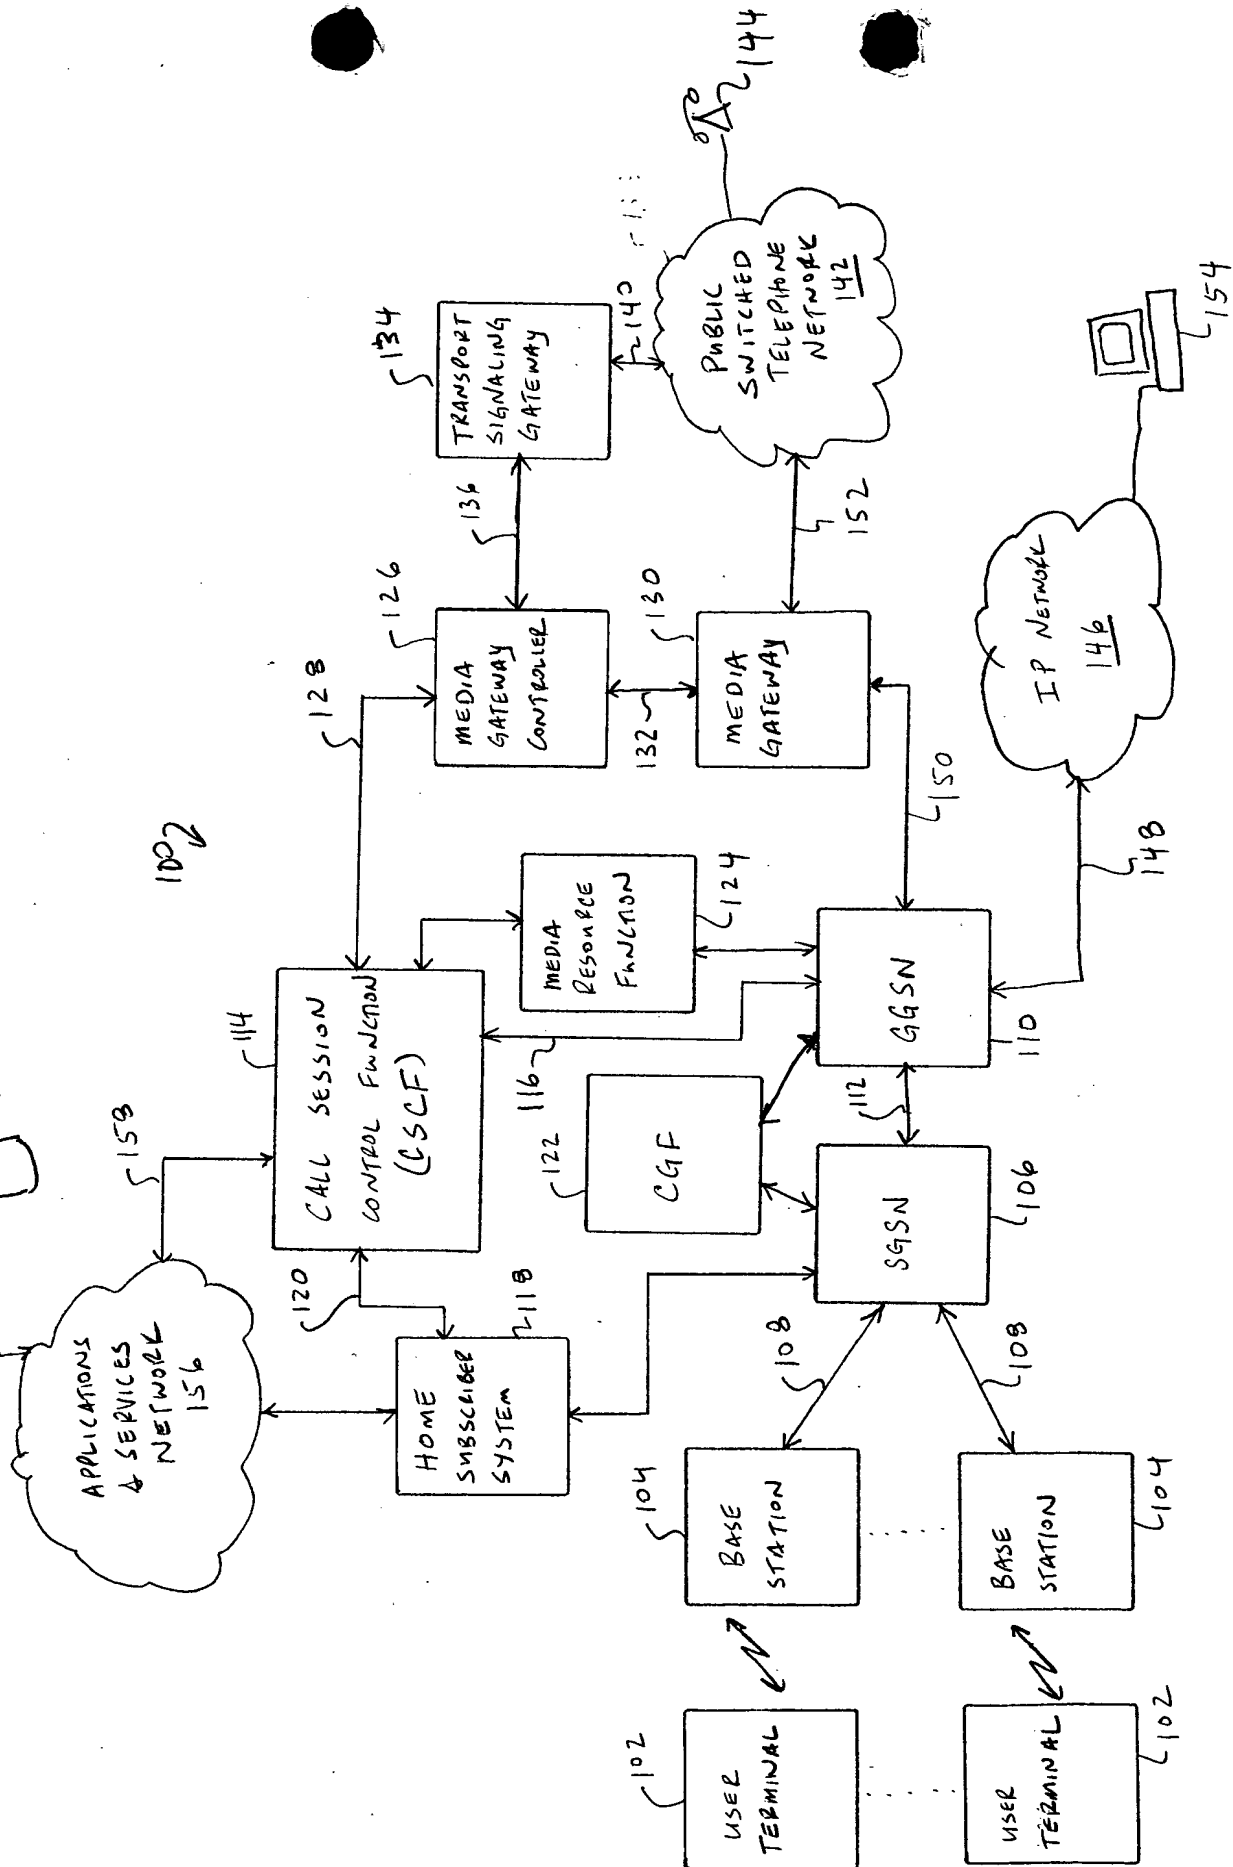 100
APPLICATIONS
& SERVICES
NETWORK
156
158
114
CALL SESSION
CONTROL FUNCTION
(CSCF)
128
120
HOME
SUBSCRIBER
SYSTEM
118
116
MEDIA
RESOURCE
FUNCTION
124
MEDIA
GATEWAY
CONTROLLER
126
136
TRANSPORT
SIGNALING
GATEWAY
134
140
132
MEDIA
GATEWAY
130
152
PUBLIC
SWITCHED
TELEPHONE
NETWORK
142
144
122
CGF
150
USER
TERMINAL
102
BASE
STATION
104
108
SGSN
106
112
GGSN
110
148
IP NETWORK
146
154
USER
TERMINAL
102
BASE
STATION
104
108